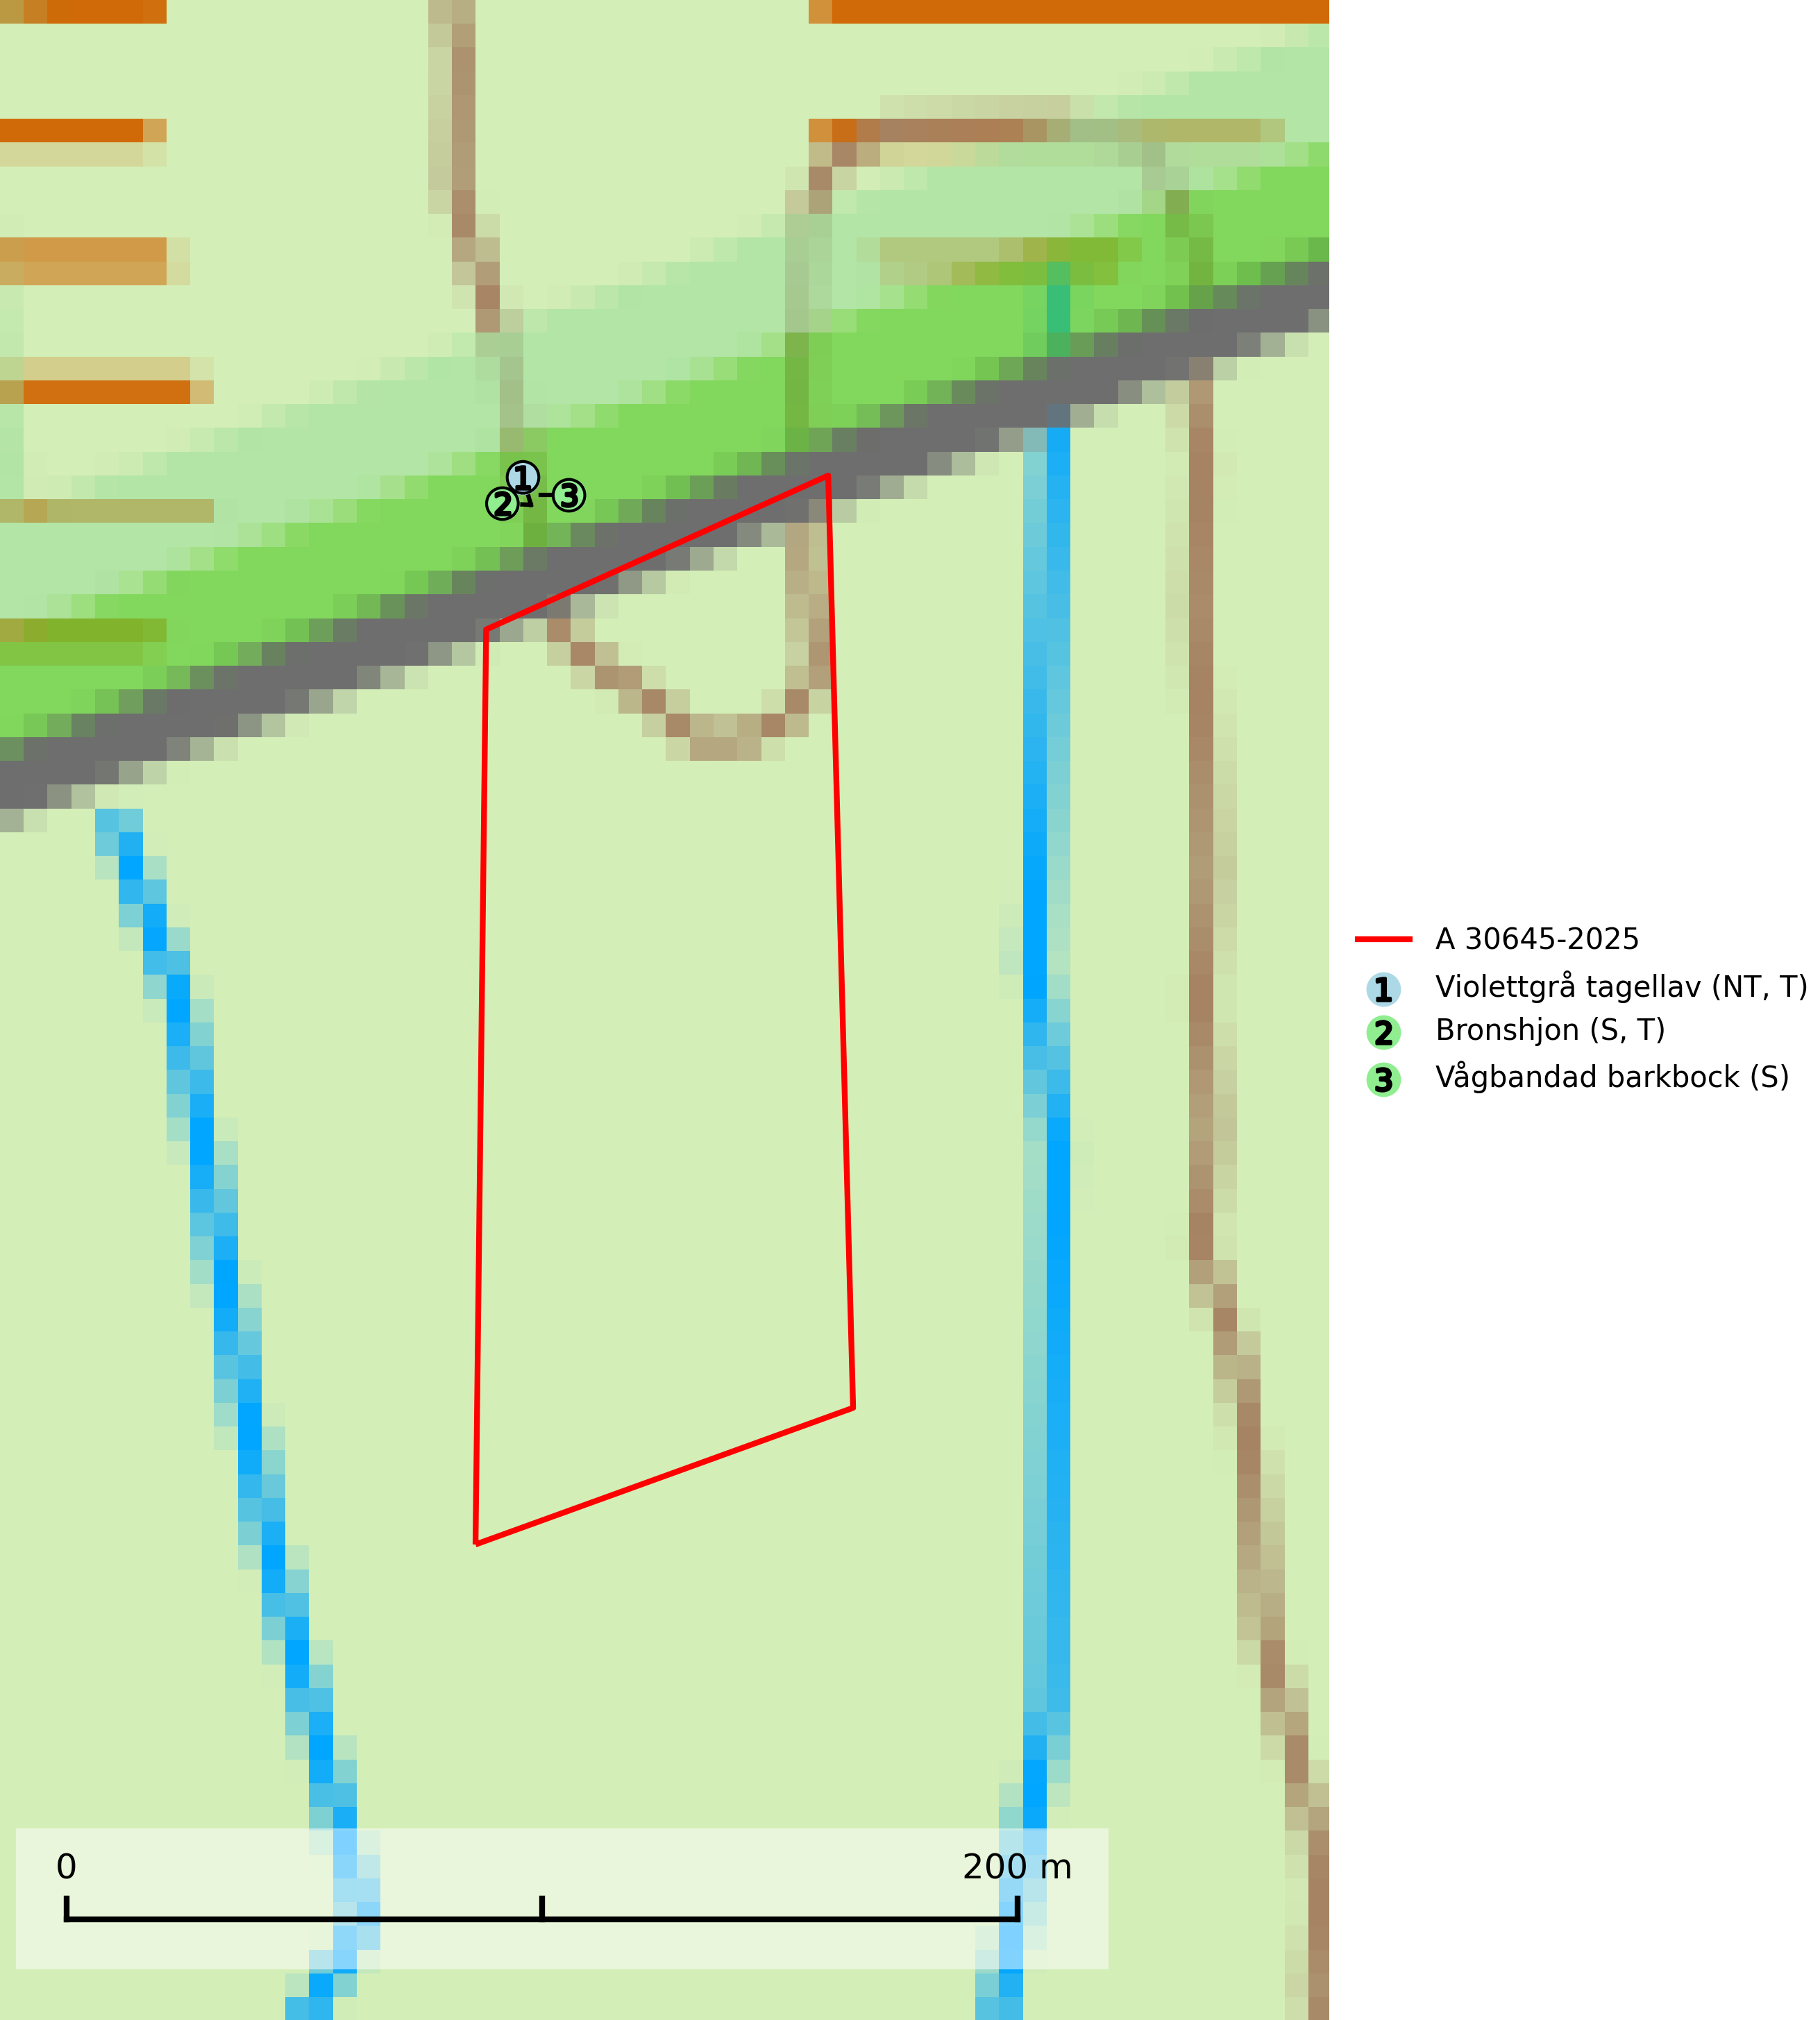 1
2 3
A 30645-2025
1 Violettgrå tagellav (NT, T)
2 Bronshjon (S, T)
3 Vågbandad barkbock (S)
0 200 m